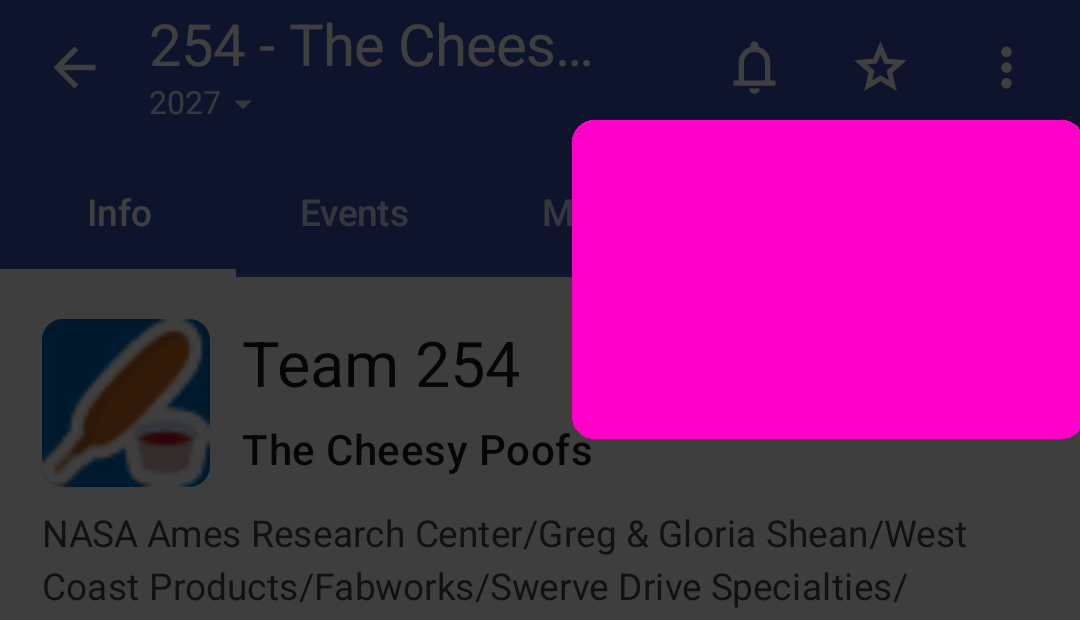 254 - The Chees...
2027
Info
Events
M
Team 254
The Cheesy Poofs
NASA Ames Research Center/Greg & Gloria Shean/West
Coast Products/Fabworks/Swerve Drive Specialties/